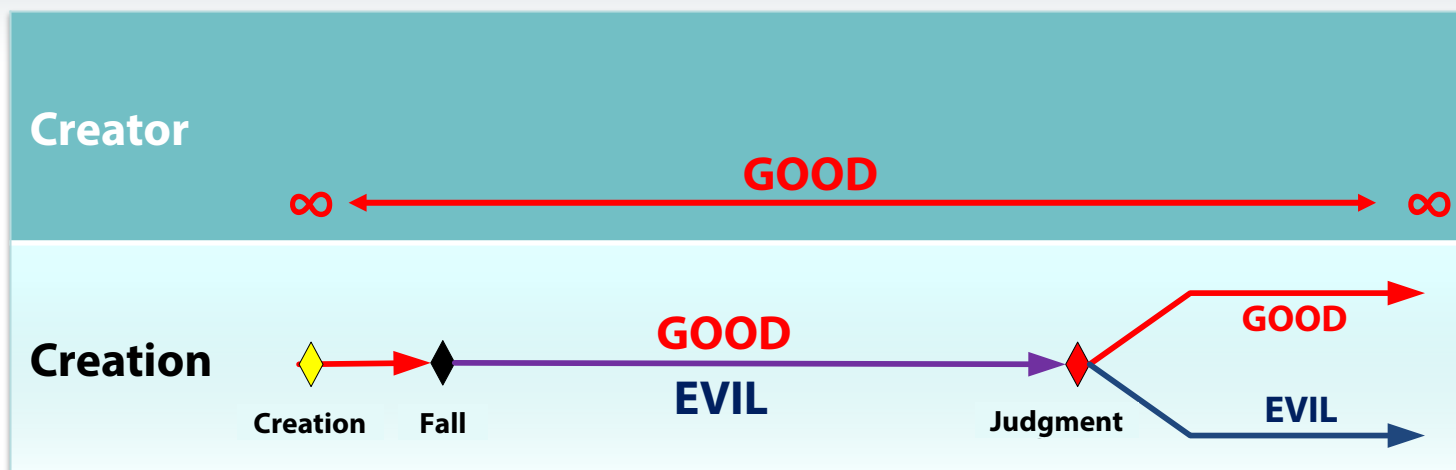 Creator
GOOD
∞ ∞
GOOD
GOOD
Creation
EVIL
EVIL
Creation Fall Judgment